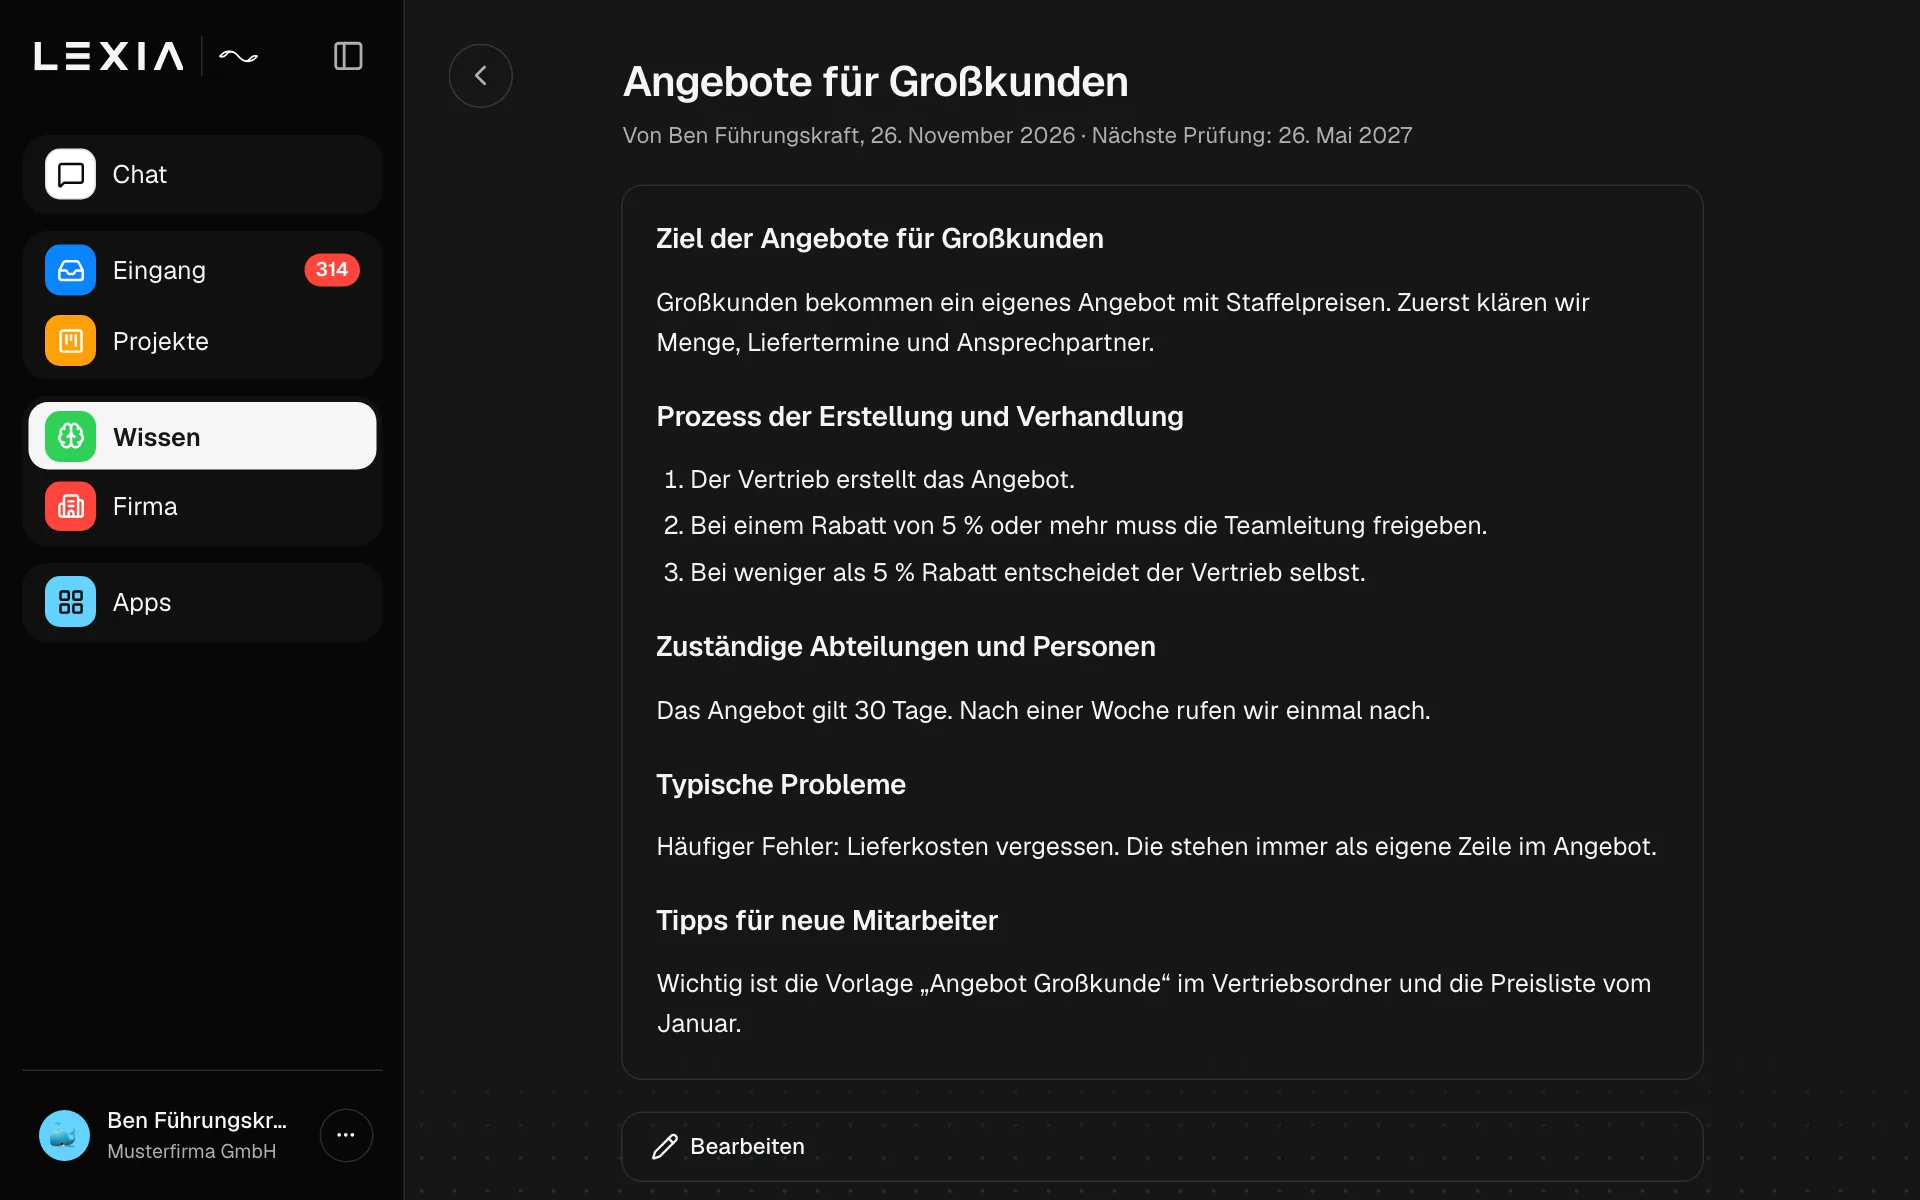 LEXIA
Chat
Eingang 314
Projekte
Wissen
Firma
Apps
Ben Führungskr...
Musterfirma GmbH
Angebote für Großkunden
Von Ben Führungskraft, 26. November 2026 · Nächste Prüfung: 26. Mai 2027
Ziel der Angebote für Großkunden
Großkunden bekommen ein eigenes Angebot mit Staffelpreisen. Zuerst klären wir
Menge, Liefertermine und Ansprechpartner.
Prozess der Erstellung und Verhandlung
1. Der Vertrieb erstellt das Angebot.
2. Bei einem Rabatt von 5 % oder mehr muss die Teamleitung freigeben.
3. Bei weniger als 5 % Rabatt entscheidet der Vertrieb selbst.
Zuständige Abteilungen und Personen
Das Angebot gilt 30 Tage. Nach einer Woche rufen wir einmal nach.
Typische Probleme
Häufiger Fehler: Lieferkosten vergessen. Die stehen immer als eigene Zeile im Angebot.
Tipps für neue Mitarbeiter
Wichtig ist die Vorlage „Angebot Großkunde“ im Vertriebsordner und die Preisliste vom
Januar.
Bearbeiten